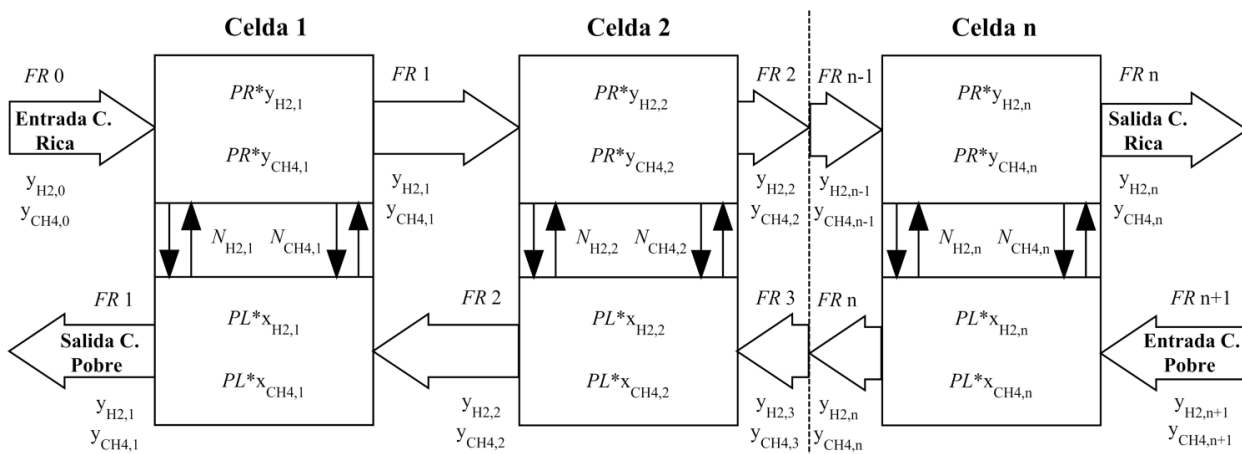 Celda 1
Celda 2
Celda n
FR 0
Entrada C.
Rica
y_H2,0
y_CH4,0
PR*y_H2,1
PR*y_CH4,1
N_H2,1
N_CH4,1
PL*x_H2,1
PL*x_CH4,1
FR 1
y_H2,1
y_CH4,1
FR 1
Salida C.
Pobre
y_H2,1
y_CH4,1
PR*y_H2,2
PR*y_CH4,2
N_H2,2
N_CH4,2
PL*x_H2,2
PL*x_CH4,2
FR 2
y_H2,2
y_CH4,2
FR 2
y_H2,2
y_CH4,2
FR 3
y_H2,3
y_CH4,3
FR n-1
y_H2,n-1
y_CH4,n-1
FR n
y_H2,n
y_CH4,n
PR*y_H2,n
PR*y_CH4,n
N_H2,n
N_CH4,n
PL*x_H2,n
PL*x_CH4,n
FR n
Salida C.
Rica
y_H2,n
y_CH4,n
FR n+1
Entrada C.
Pobre
y_H2,n+1
y_CH4,n+1